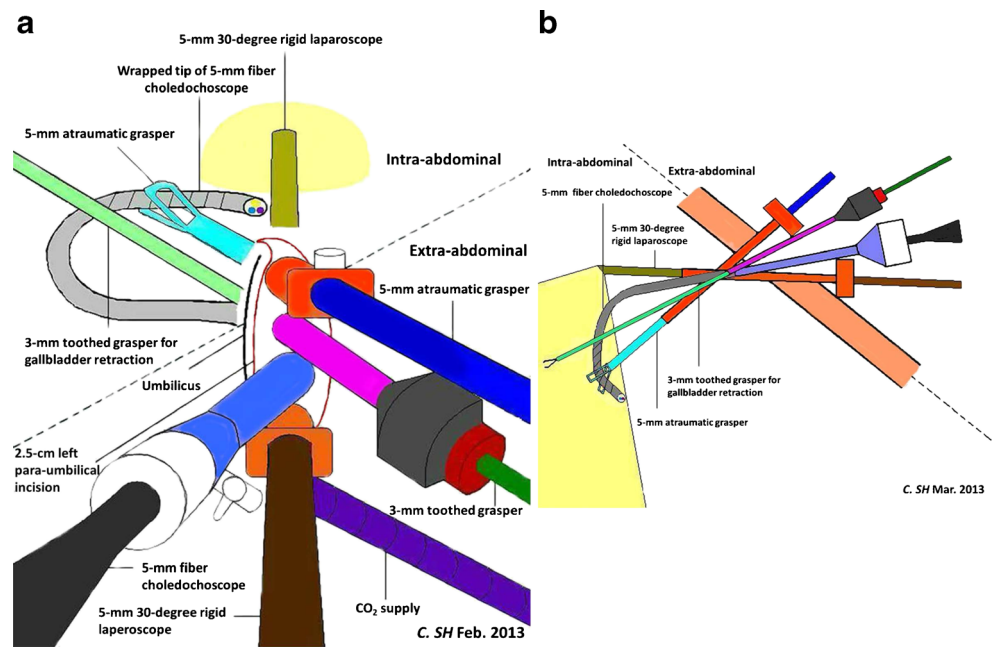 a
5-mm 30-degree rigid laparoscope
Wrapped tip of 5-mm fiber
choledochoscope
5-mm atraumatic grasper
Intra-abdominal
Extra-abdominal
5-mm atraumatic grasper
3-mm toothed grasper for
gallbladder retraction
Umbilicus
2.5-cm left
para-umbilical
incision
3-mm toothed grasper
5-mm fiber
choledochoscope
CO2 supply
5-mm 30-degree rigid
laperoscope
C. SH Feb. 2013
b
Intra-abdominal
Extra-abdominal
5-mm fiber choledochoscope
5-mm 30-degree
rigid laparoscope
3-mm toothed grasper for
gallbladder retraction
5-mm atraumatic grasper
C. SH Mar. 2013